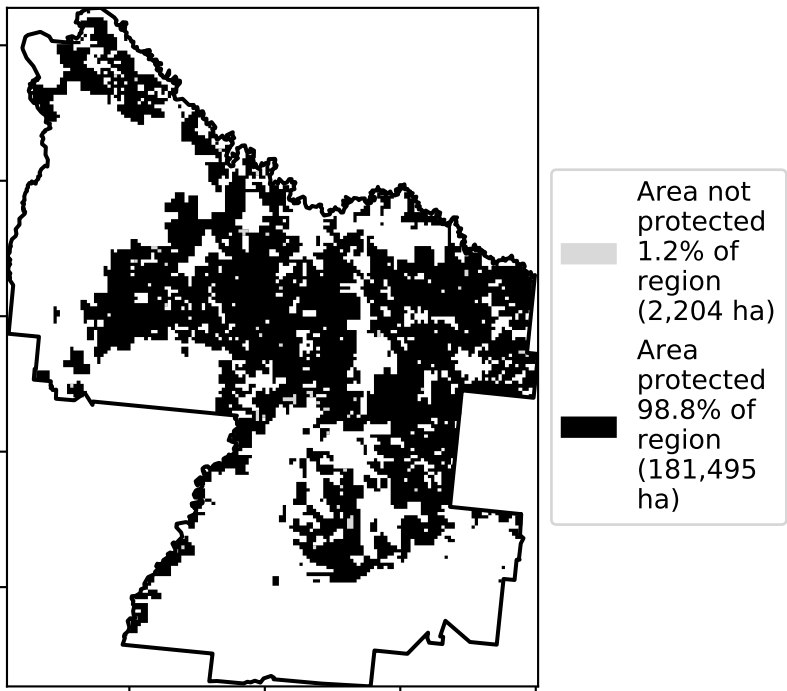 Area not
protected
1.2% of
region
(2,204 ha)
Area
protected
98.8% of
region
(181,495
ha)